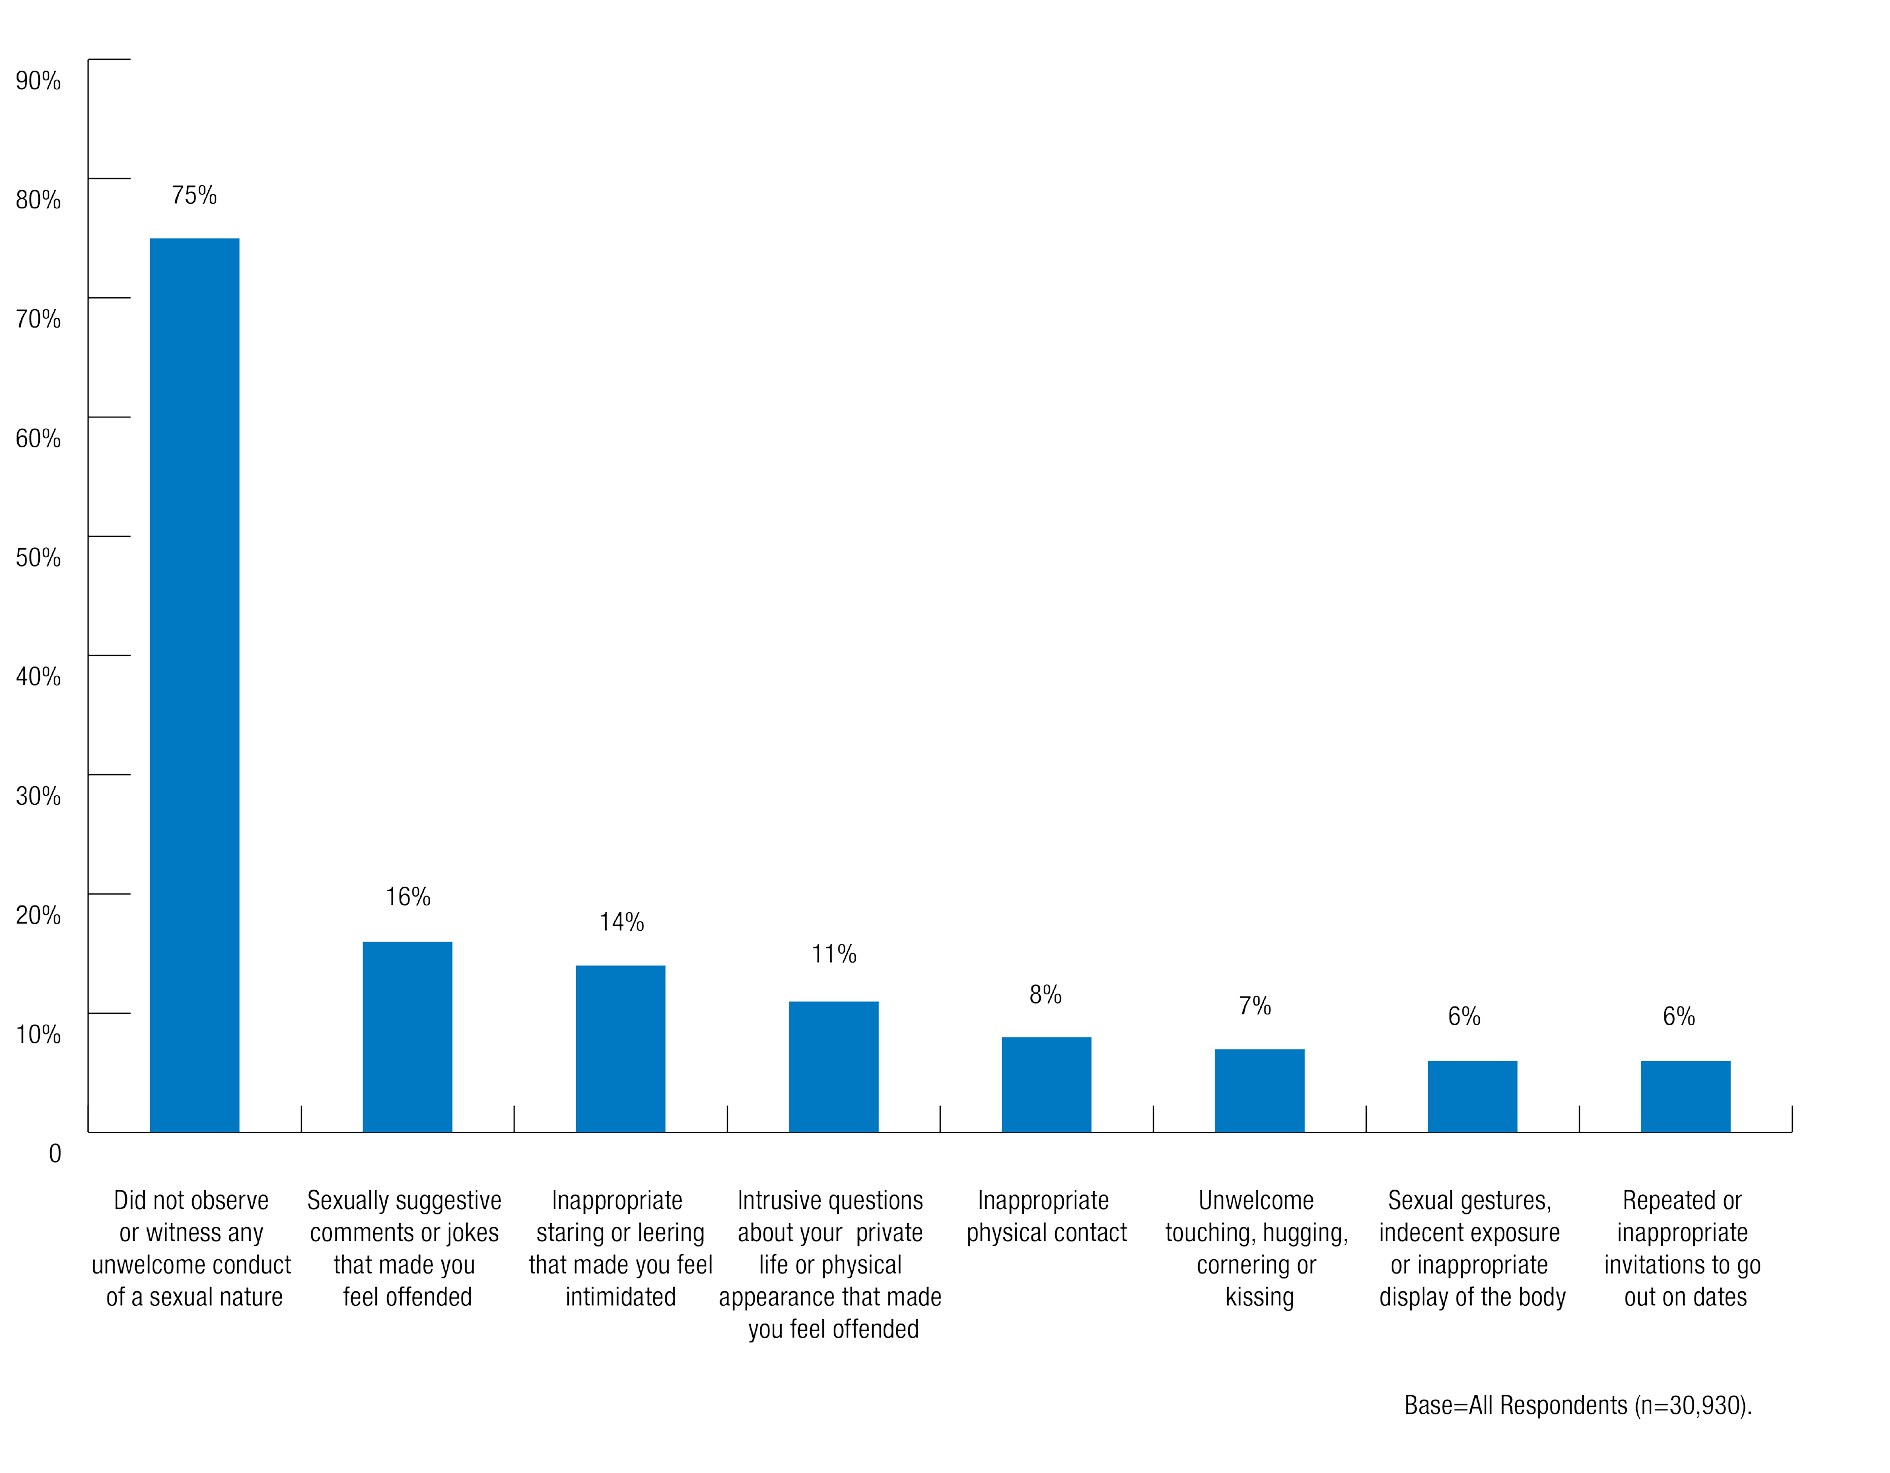 90%
80%
70%
60%
50%
40%
30%
20%
10%
0
75%
16%
14%
11%
8%
7%
6%
6%
Did not observe
or witness any
unwelcome conduct
of a sexual nature
Sexually suggestive
comments or jokes
that made you
feel offended
Inappropriate
staring or leering
that made you feel
intimidated
Intrusive questions
about your private
life or physical
appearance that made
you feel offended
Inappropriate
physical contact
Unwelcome
touching, hugging,
cornering or
kissing
Sexual gestures,
indecent exposure
or inappropriate
display of the body
Repeated or
inappropriate
invitations to go
out on dates
Base=All Respondents (n=30,930).